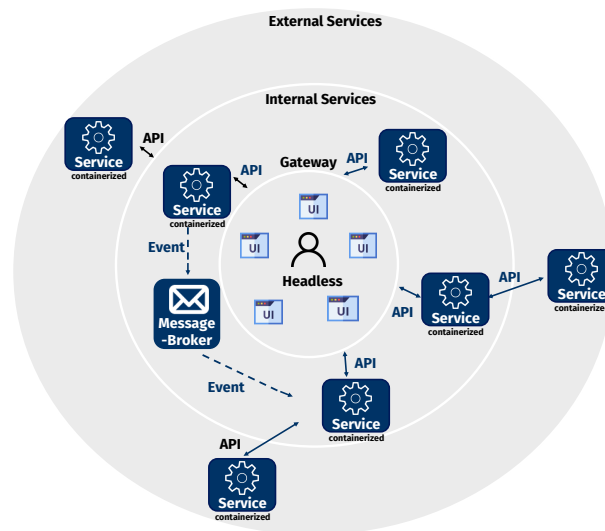 External Services
Internal Services
API
Service
containerized
Gateway
API
Service
containerized
API
Service
containerized
UI
UI
UI
Event
Headless
API
Service
containerized
API
Service
containerized
Message
-Broker
UI
UI
API
Event
Service
containerized
API
Service
containerized